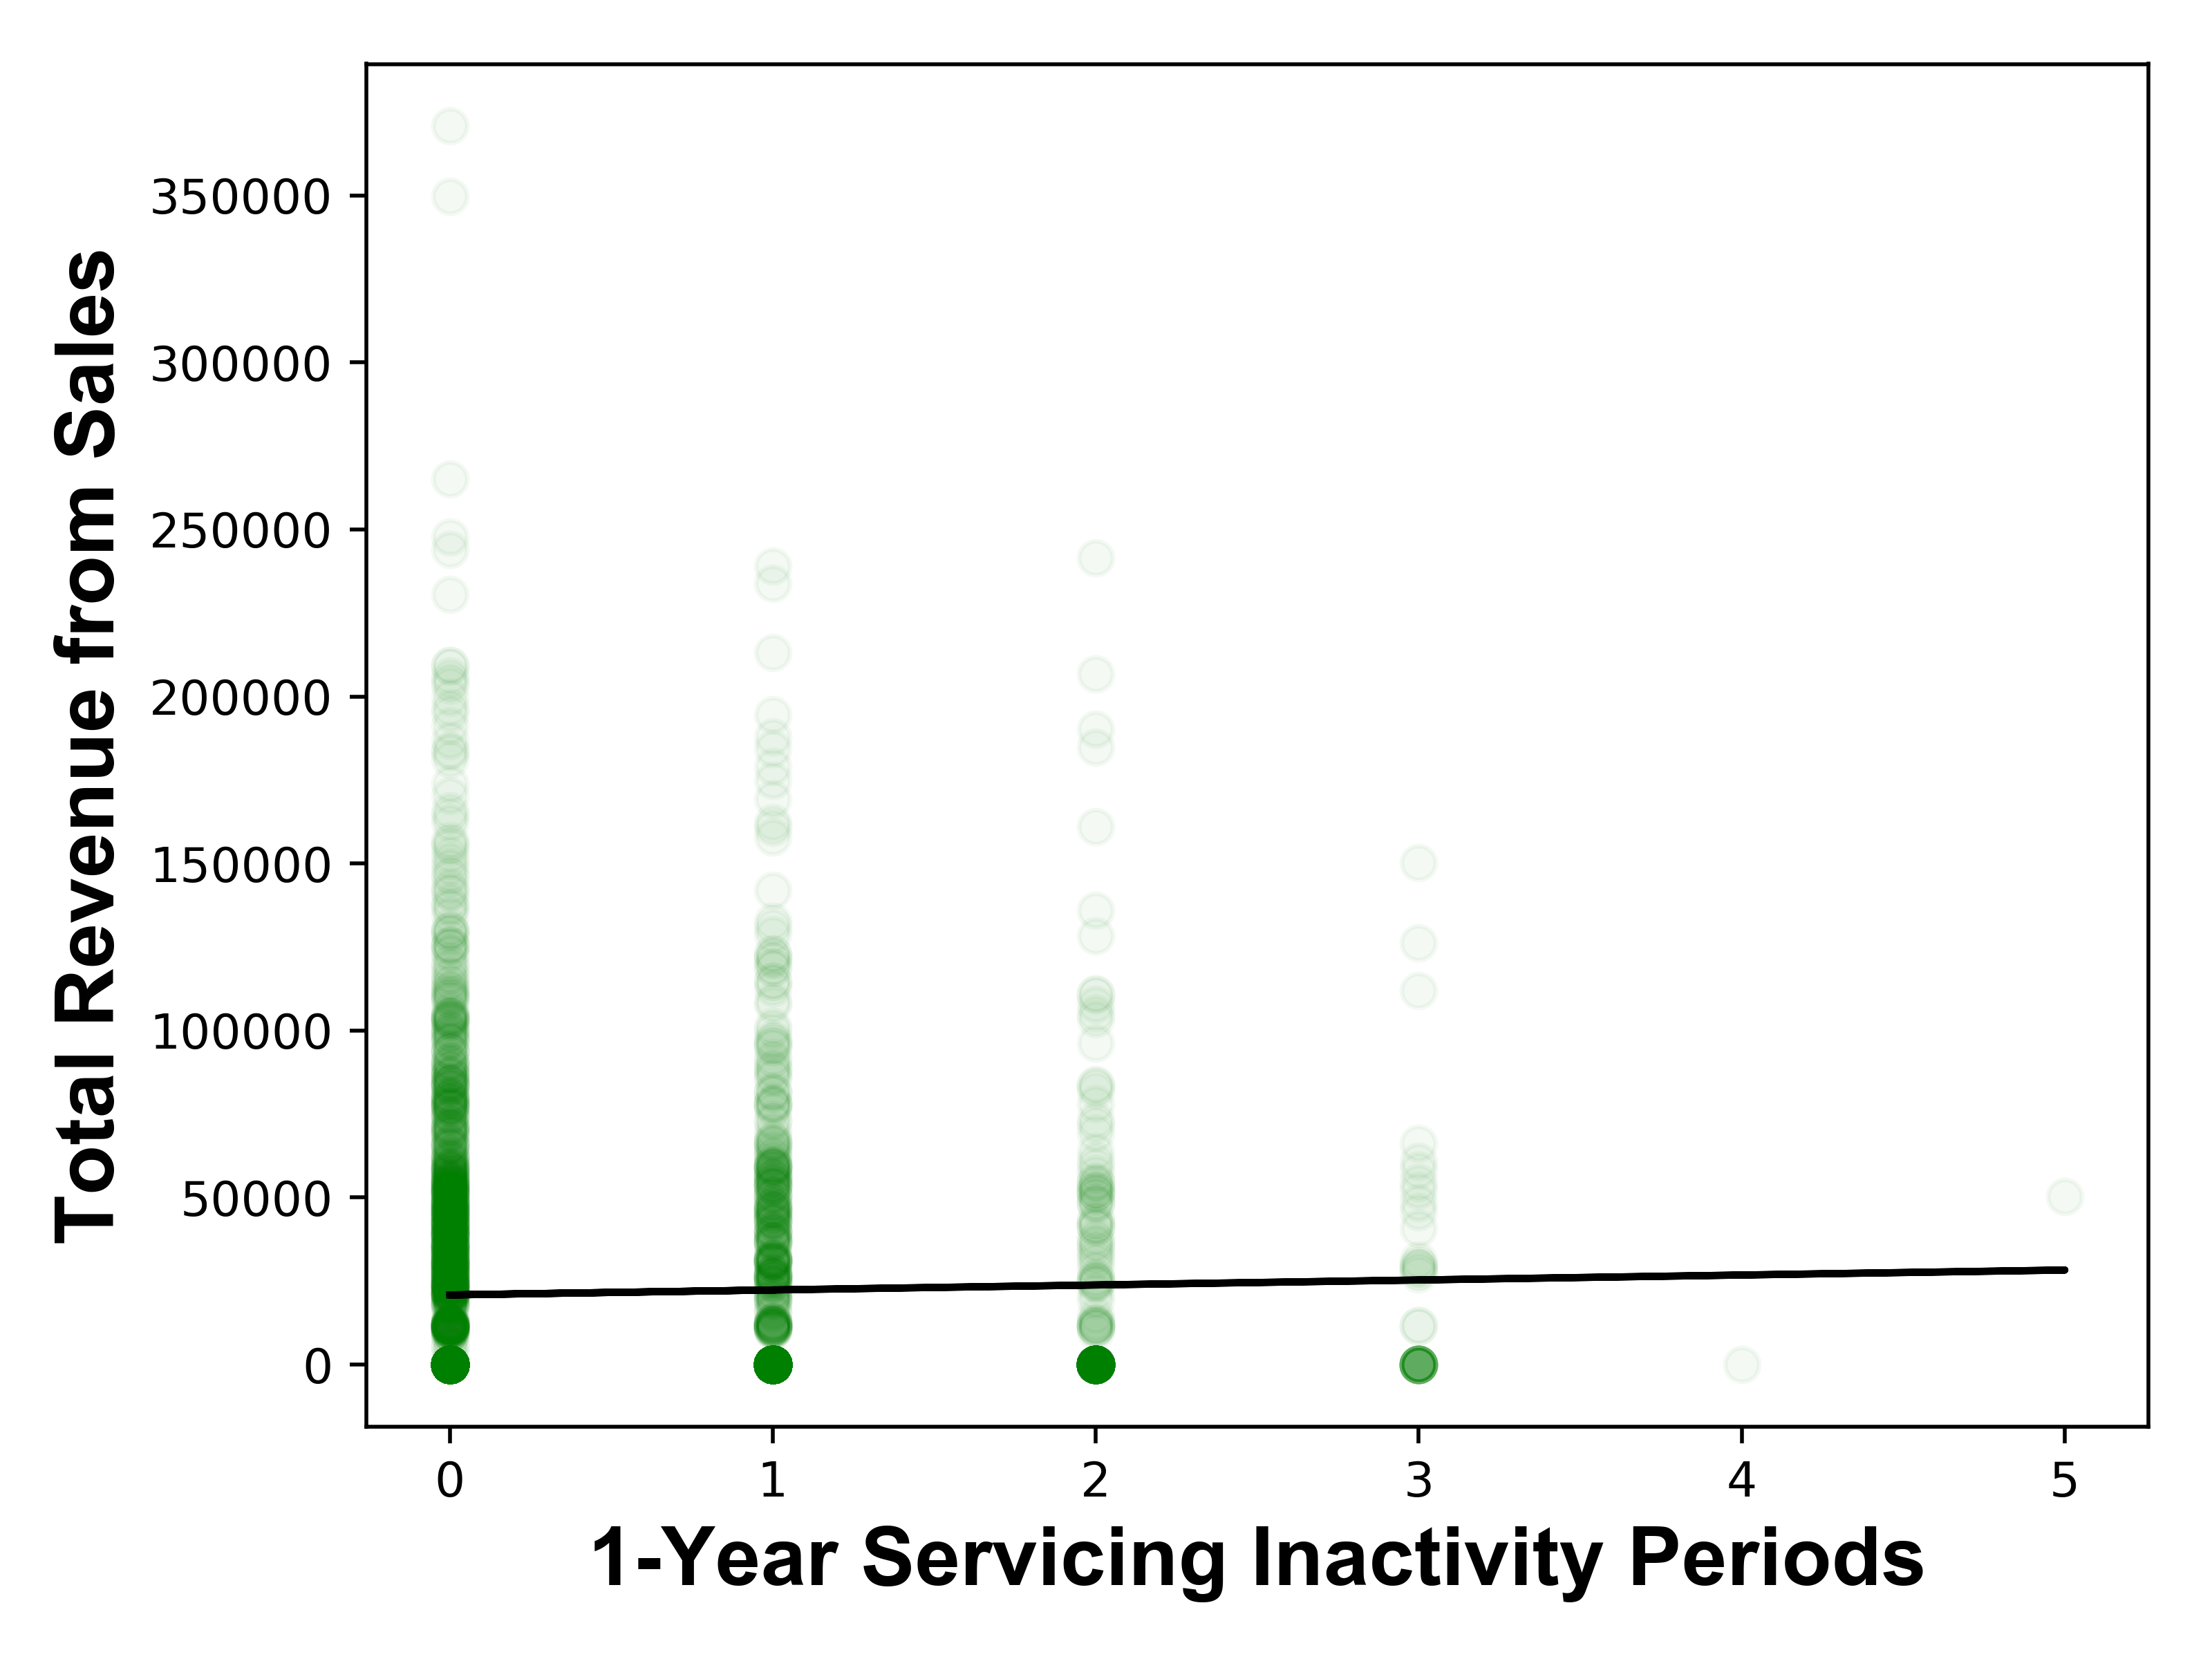 Total Revenue from Sales
350000
300000
250000
200000
150000
100000
50000
0
0 1 2 3 4 5
1-Year Servicing Inactivity Periods